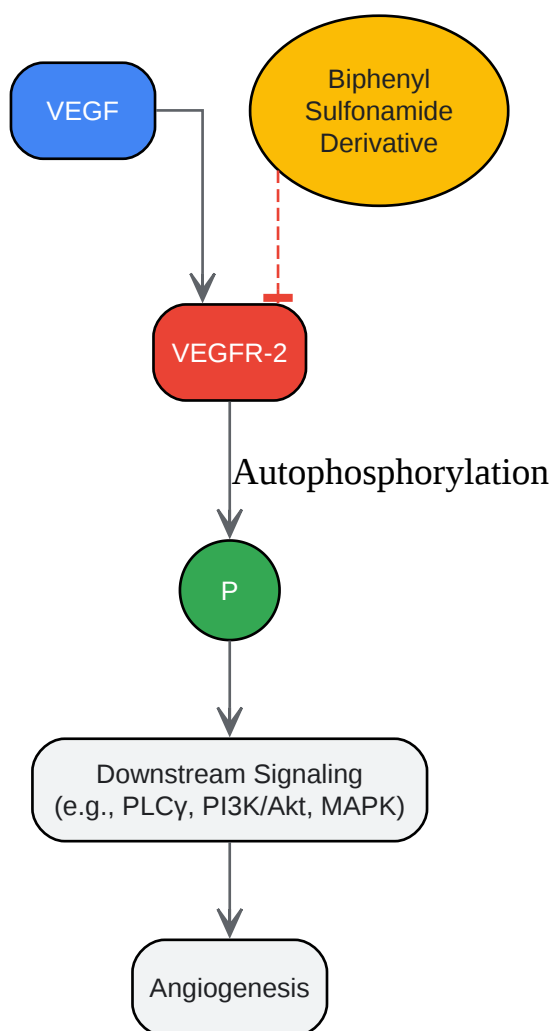 VEGF
Biphenyl
Sulfonamide
Derivative
VEGFR-2
Autophosphorylation
P
Downstream Signaling
(e.g., PLCγ, PI3K/Akt, MAPK)
Angiogenesis